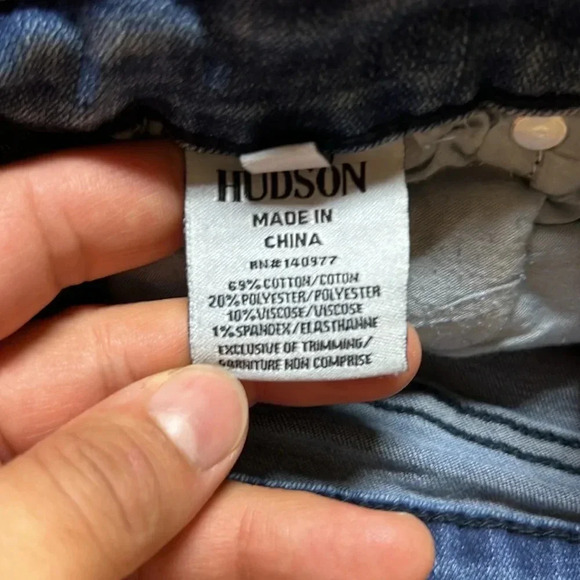 HUDSON
MADE IN
CHINA
RN#140977
69% COTTON/COTON
20% POLYESTER/POLYESTER
10% VISCOSE/VISCOSE
1% SPANDEX/ELASTHANNE
EXCLUSIVE OF TRIMMING/
GARNITURE NON COMPRISE